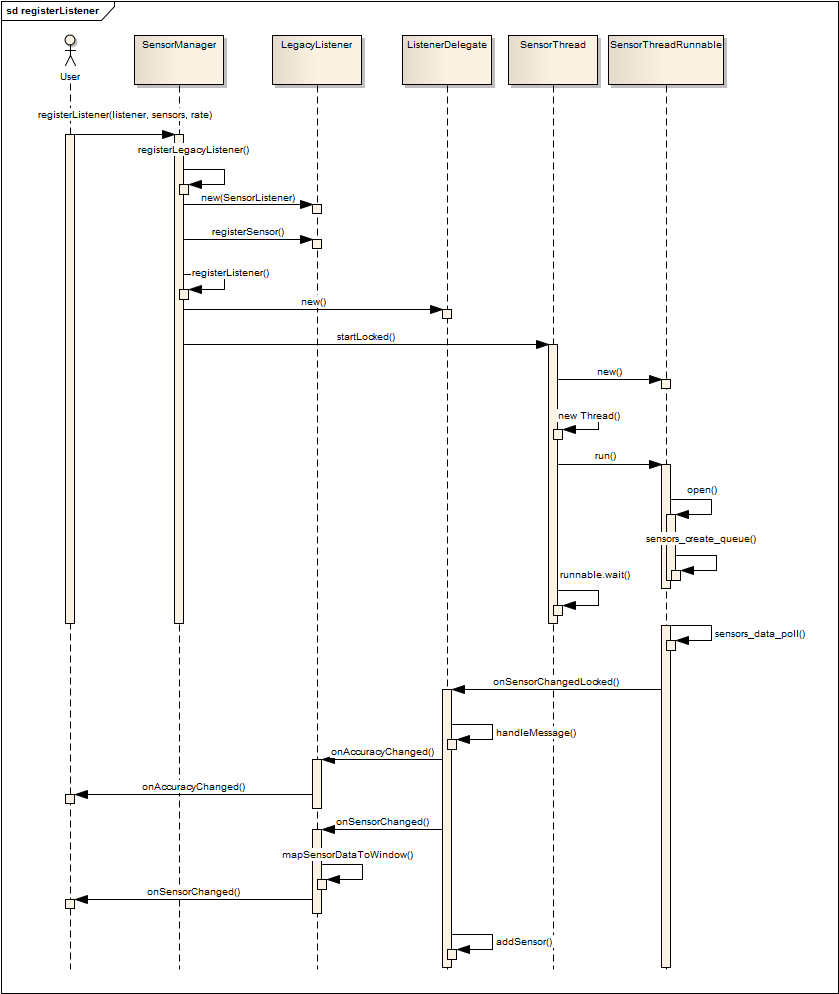 sd registerListener
SensorManager
LegacyListener
ListenerDelegate
SensorThread
SensorThreadRunnable
User
registerListener(listener, sensors, rate)
registerLegacyListener()
new(SensorListener)
registerSensor()
registerListener()
new()
startLocked()
new()
new Thread()
run()
open()
sensors_create_queue()
runnable.wait()
sensors_data_poll()
onSensorChangedLocked()
handleMessage()
onAccuracyChanged()
onAccuracyChanged()
onSensorChanged()
mapSensorDataToWindow()
onSensorChanged()
addSensor()